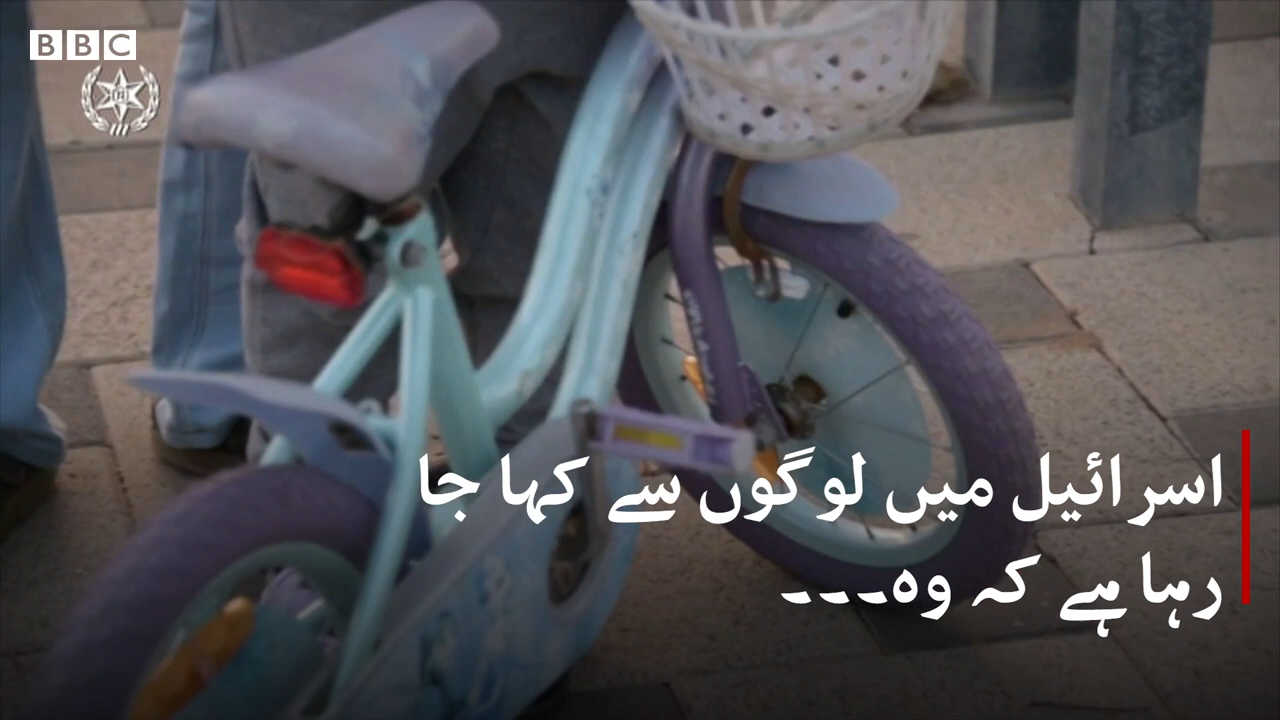 BBC
اسرائیل میں لوگوں سے کہا جا
رہا ہے کہ وہ۔۔۔